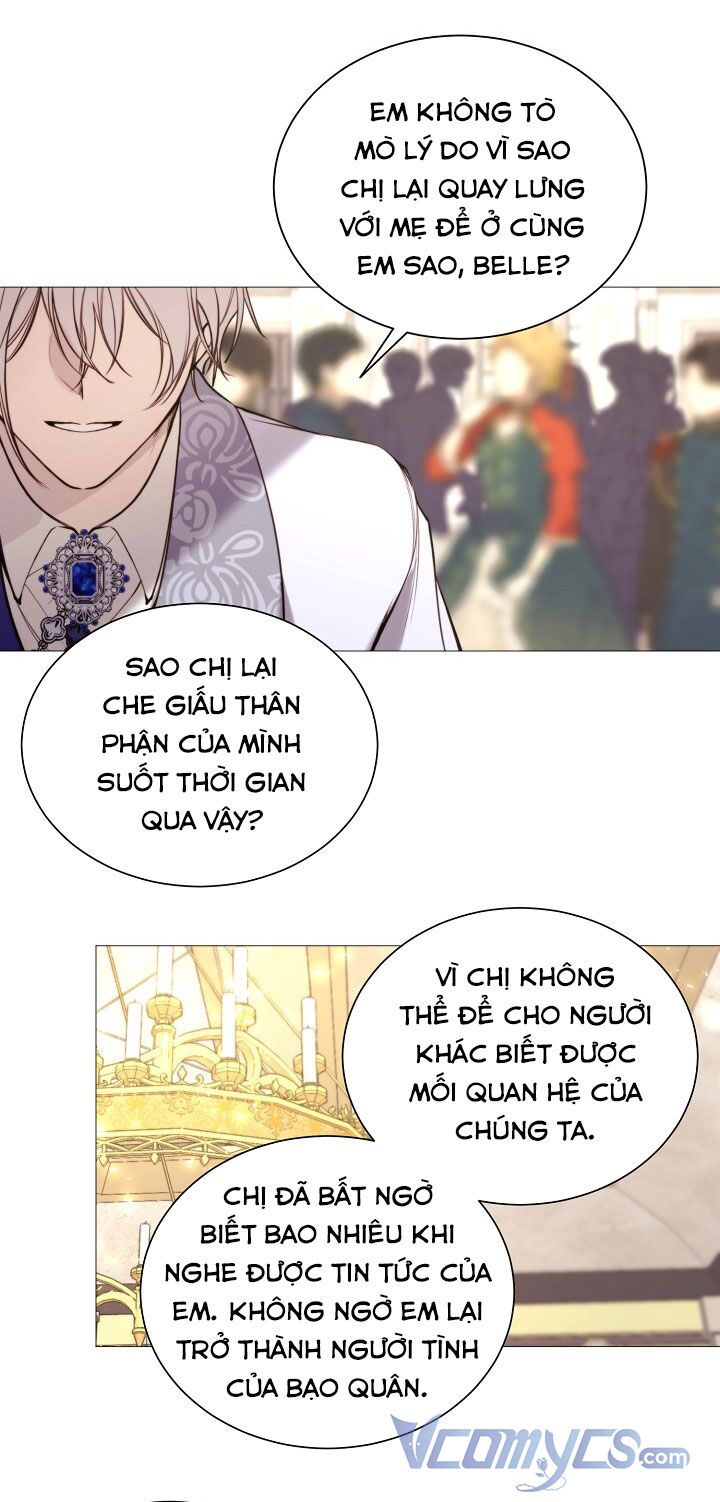 EM KHÔNG TÒ
MÒ LÝ DO VÌ SAO
CHỊ LẠI QUAY LƯNG
VỚI MẸ ĐỂ Ở CÙNG
EM SAO, BELLE?
SAO CHỊ LẠI
CHE GIẤU THÂN
PHẬN CỦA MÌNH
SUỐT THỜI GIAN
QUA VẬY?
VÌ CHỊ KHÔNG
THỂ ĐỂ CHO NGƯỜI
KHÁC BIẾT ĐƯỢC
MỐI QUAN HỆ CỦA
CHÚNG TA.
CHỊ ĐÃ BẤT NGỜ
BIẾT BAO NHIÊU KHI
NGHE ĐƯỢC TIN TỨC CỦA
EM. KHÔNG NGỜ EM LẠI
TRỞ THÀNH NGƯỜI TÌNH
CỦA BẠO QUÂN.
VCOMYCS.com